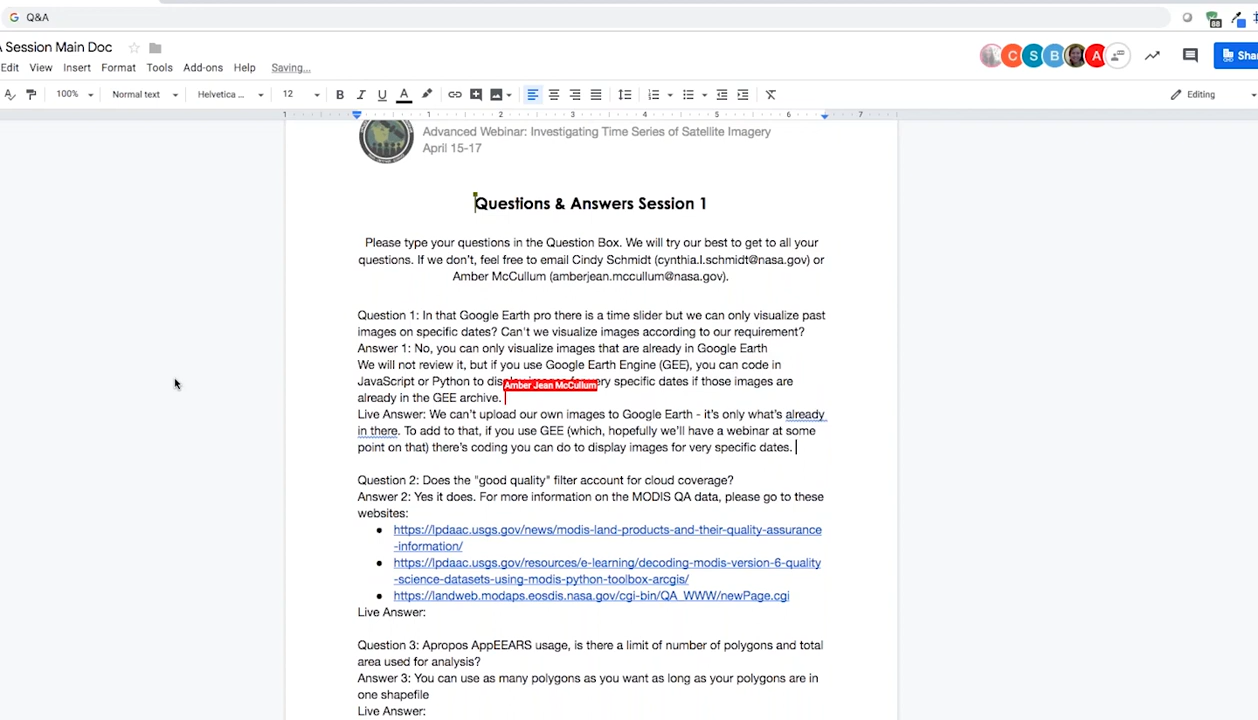 Q&A
A Session Main Doc
Edit View Insert Format Tools Add-ons Help Saving...
C S B A
100% Normal text Helvetica ... 12 B I U A Editing
1 1 2 3 4 5 6 7
Advanced Webinar: Investigating Time Series of Satellite Imagery
April 15-17
Questions & Answers Session 1
Please type your questions in the Question Box. We will try our best to get to all your
questions. If we don't, feel free to email Cindy Schmidt (cynthia.l.schmidt@nasa.gov) or
Amber McCullum (amberjean.mccullum@nasa.gov).
Question 1: In that Google Earth pro there is a time slider but we can only visualize past
images on specific dates? Can't we visualize images according to our requirement?
Answer 1: No, you can only visualize images that are already in Google Earth
We will not review it, but if you use Google Earth Engine (GEE), you can code in
JavaScript or Python to specific dates if those images are
Amber Jean McCullum
already in the GEE archive.
Live Answer: We can't upload our own images to Google Earth - it's only what's already
in there. To add to that, if you use GEE (which, hopefully we'll have a webinar at some
point on that) there's coding you can do to display images for very specific dates.
Question 2: Does the "good quality" filter account for cloud coverage?
Answer 2: Yes it does. For more information on the MODIS QA data, please go to these
websites:
https://lpdaac.usgs.gov/news/modis-land-products-and-their-quality-assurance
-information/
https://lpdaac.usgs.gov/resources/e-learning/decoding-modis-version-6-quality
-science-datasets-using-modis-python-toolbox-arcgis/
https://landweb.modaps.eosdis.nasa.gov/cgi-bin/QA_WWW/newPage.cgi
Live Answer:
Question 3: Apropos AppEEARS usage, is there a limit of number of polygons and total
area used for analysis?
Answer 3: You can use as many polygons as you want as long as your polygons are in
one shapefile
Live Answer: